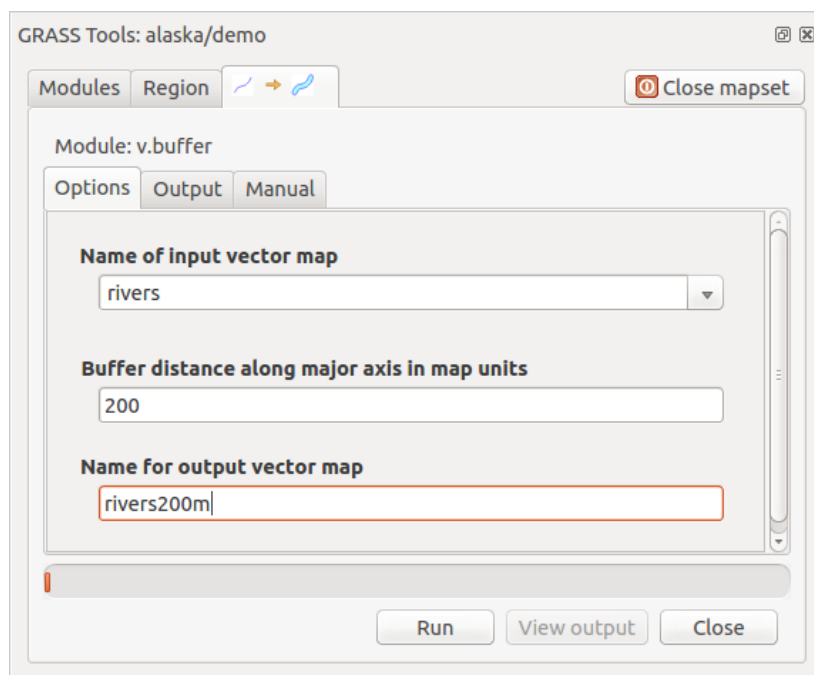 GRASS Tools: alaska/demo
Modules Region Close mapset
Module: v.buffer
Options Output Manual
Name of input vector map
rivers
Buffer distance along major axis in map units
200
Name for output vector map
rivers200m
Run View output Close